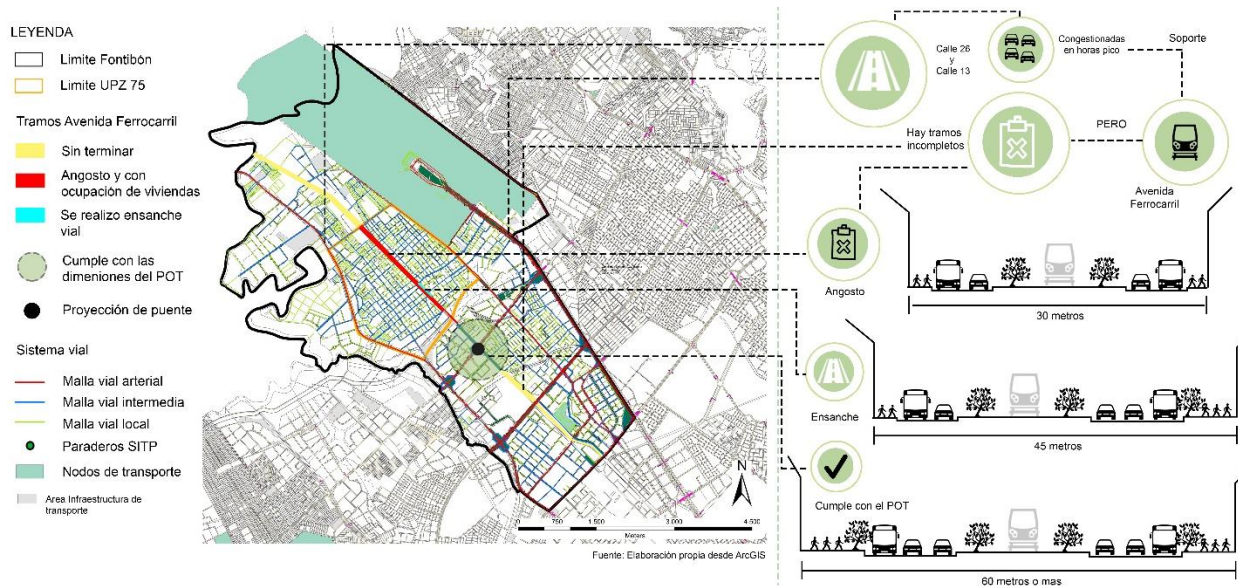 LEYENDA
Limite Fontibón
Limite UPZ 75
Tramos Avenida Ferrocarril
Sin terminar
Angosto y con
ocupación de viviendas
Se realizo ensanche
vial
Cumple con las
dimeniones del POT
Proyección de puente
Sistema vial
Malla vial arterial
Malla vial intermedia
Malla vial local
Paraderos SITP
Nodos de transporte
Area Infraestructura de
transporte
N
0 750 1.500 3.000 4.500
Meters
Fuente: Elaboración propia desde ArcGIS
Calle 26
y
Calle 13
Congestionadas
en horas pico
Soporte
Hay tramos
incompletos
PERO
Avenida
Ferrocarril
Angosto
30 metros
Ensanche
45 metros
Cumple con el POT
60 metros o mas